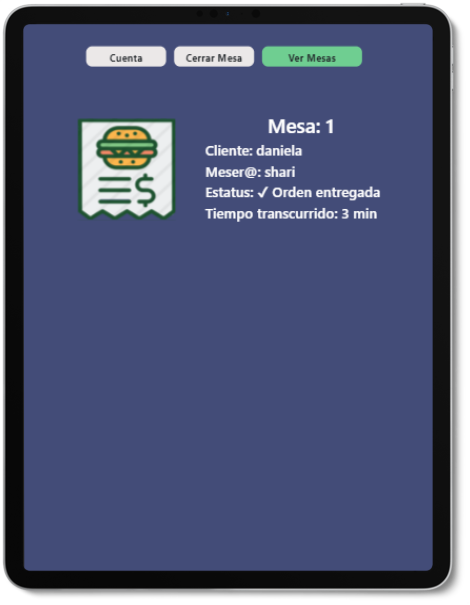 Cuenta
Cerrar Mesa
Ver Mesas
Mesa: 1
Cliente: daniela
Meser@: shari
Estatus: ✓ Orden entregada
Tiempo transcurrido: 3 min
$